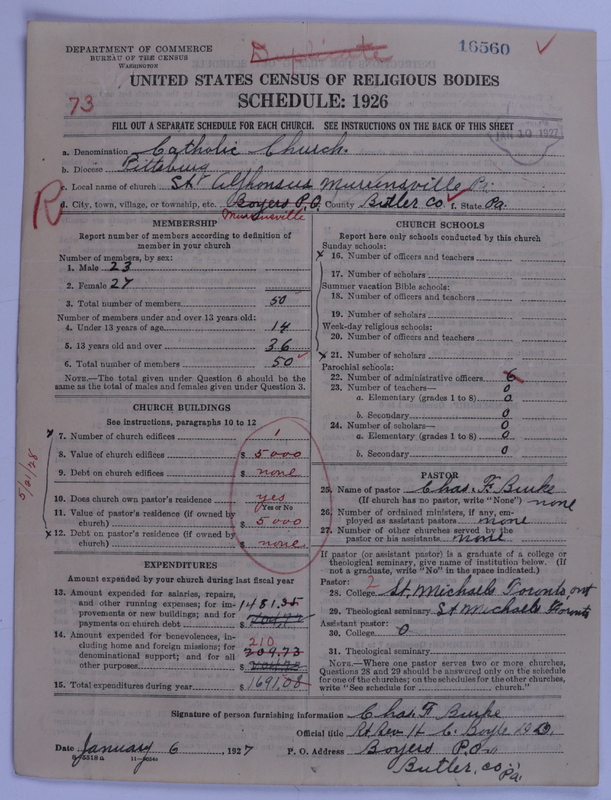 DEPARTMENT OF COMMERCE
BUREAU OF THE CENSUS
WASHINGTON
Duplicate
16560
UNITED STATES CENSUS OF RELIGIOUS BODIES
73
SCHEDULE: 1926
FILL OUT A SEPARATE SCHEDULE FOR EACH CHURCH. SEE INSTRUCTIONS ON THE BACK OF THIS SHEET
JAN 10 1927
a. Denomination Catholic Church.
b. Diocese Pittsburg
c. Local name of church St Alphonsus Murrinsville Pa.
R
d. City, town, village, or township, etc. Boyers P.O. County Butler Co. f. State Pa.
Murrinsville
MEMBERSHIP
Report number of members according to definition of member in your church
Number of members, by sex:
1. Male 23
2. Female 27
3. Total number of members 50
Number of members under and over 13 years old:
4. Under 13 years of age 14
5. 13 years old and over 36
6. Total number of members 50
NOTE.—The total given under Question 6 should be the same as the total of males and females given under Question 3.
CHURCH BUILDINGS
See instructions, paragraphs 10 to 12
5/21/28
x 7. Number of church edifices 1
8. Value of church edifices $ 5000
9. Debt on church edifices $ none
10. Does church own pastor's residence yes
Yes or No
11. Value of pastor's residence (if owned by church) $ 5000
x 12. Debt on pastor's residence (if owned by church) $ none
EXPENDITURES
Amount expended by your church during last fiscal year
13. Amount expended for salaries, repairs, and other running expenses; for improvements or new buildings; and for payments on church debt $ 1481.35
14. Amount expended for benevolences, including home and foreign missions; for denominational support; and for all other purposes $ 210
209,73
15. Total expenditures during year $ 1691,08
CHURCH SCHOOLS
Report here only schools conducted by this church
Sunday schools:
x 16. Number of officers and teachers
17. Number of scholars
Summer vacation Bible schools:
18. Number of officers and teachers
19. Number of scholars
Week-day religious schools:
20. Number of officers and teachers
x 21. Number of scholars
Parochial schools:
22. Number of administrative officers 6
23. Number of teachers— 0
a. Elementary (grades 1 to 8) 0
b. Secondary 0
24. Number of scholars— 0
a. Elementary (grades 1 to 8) 0
b. Secondary 0
PASTOR
25. Name of pastor Chas. F. Burke
(If church has no pastor, write "None") none
26. Number of ordained ministers, if any, employed as assistant pastors none
27. Number of other churches served by the pastor or his assistants none
If pastor (or assistant pastor) is a graduate of a college or theological seminary, give name of institution below. (If not a graduate, write "No" in the space indicated.)
Pastor: 2
28. College St. Michaels Toronto, ont
29. Theological seminary St Michaels Toronto
Assistant pastor:
30. College 0
31. Theological seminary
NOTE.—Where one pastor serves two or more churches, Questions 28 and 29 should be answered only on the schedule for one of the churches; on the schedules for the other churches, write "See schedule for church."
Signature of person furnishing information Chas. F Burke
Official title Rt Rev. H C. Boyle D.D.
Date January 6, 1927 P. O. Address Boyers P.O.
Butler, co. Pa.